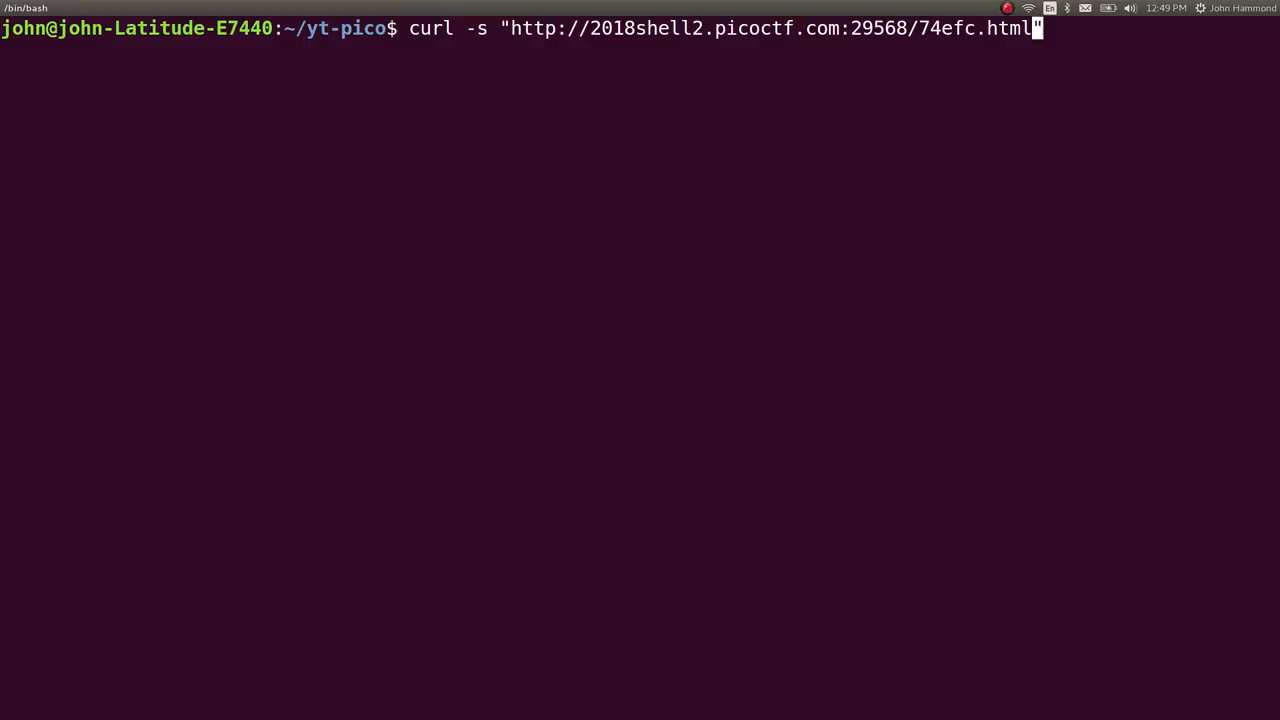 /bin/bash
En
12:49 PM
John Hammond
john@john-Latitude-E7440:~/yt-pico$ curl -s "http://2018shell2.picoctf.com:29568/74efc.html"